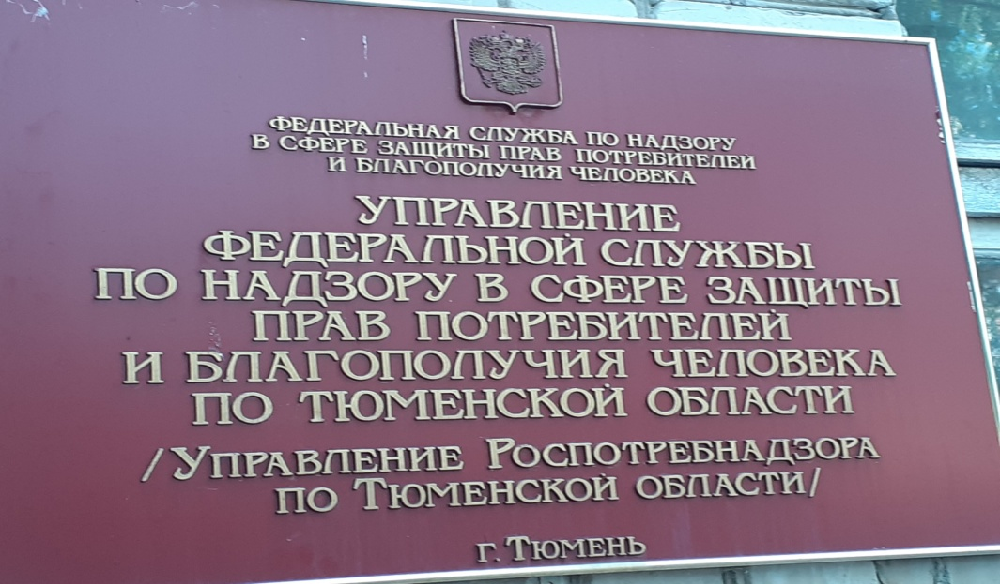 ФЕДЕРАЛЬНАЯ СЛУЖБА ПО НАДЗОРУ
В СФЕРЕ ЗАЩИТЫ ПРАВ ПОТРЕБИТЕЛЕЙ
И БЛАГОПОЛУЧИЯ ЧЕЛОВЕКА
УПРАВЛЕНИЕ
ФЕДЕРАЛЬНОЙ СЛУЖБЫ
ПО НАДЗОРУ В СФЕРЕ ЗАЩИТЫ
ПРАВ ПОТРЕБИТЕЛЕЙ
И БЛАГОПОЛУЧИЯ ЧЕЛОВЕКА
ПО ТЮМЕНСКОЙ ОБЛАСТИ
/УПРАВЛЕНИЕ РОСПОТРЕБНАДЗОРА
ПО ТЮМЕНСКОЙ ОБЛАСТИ/
Г. ТЮМЕНЬ